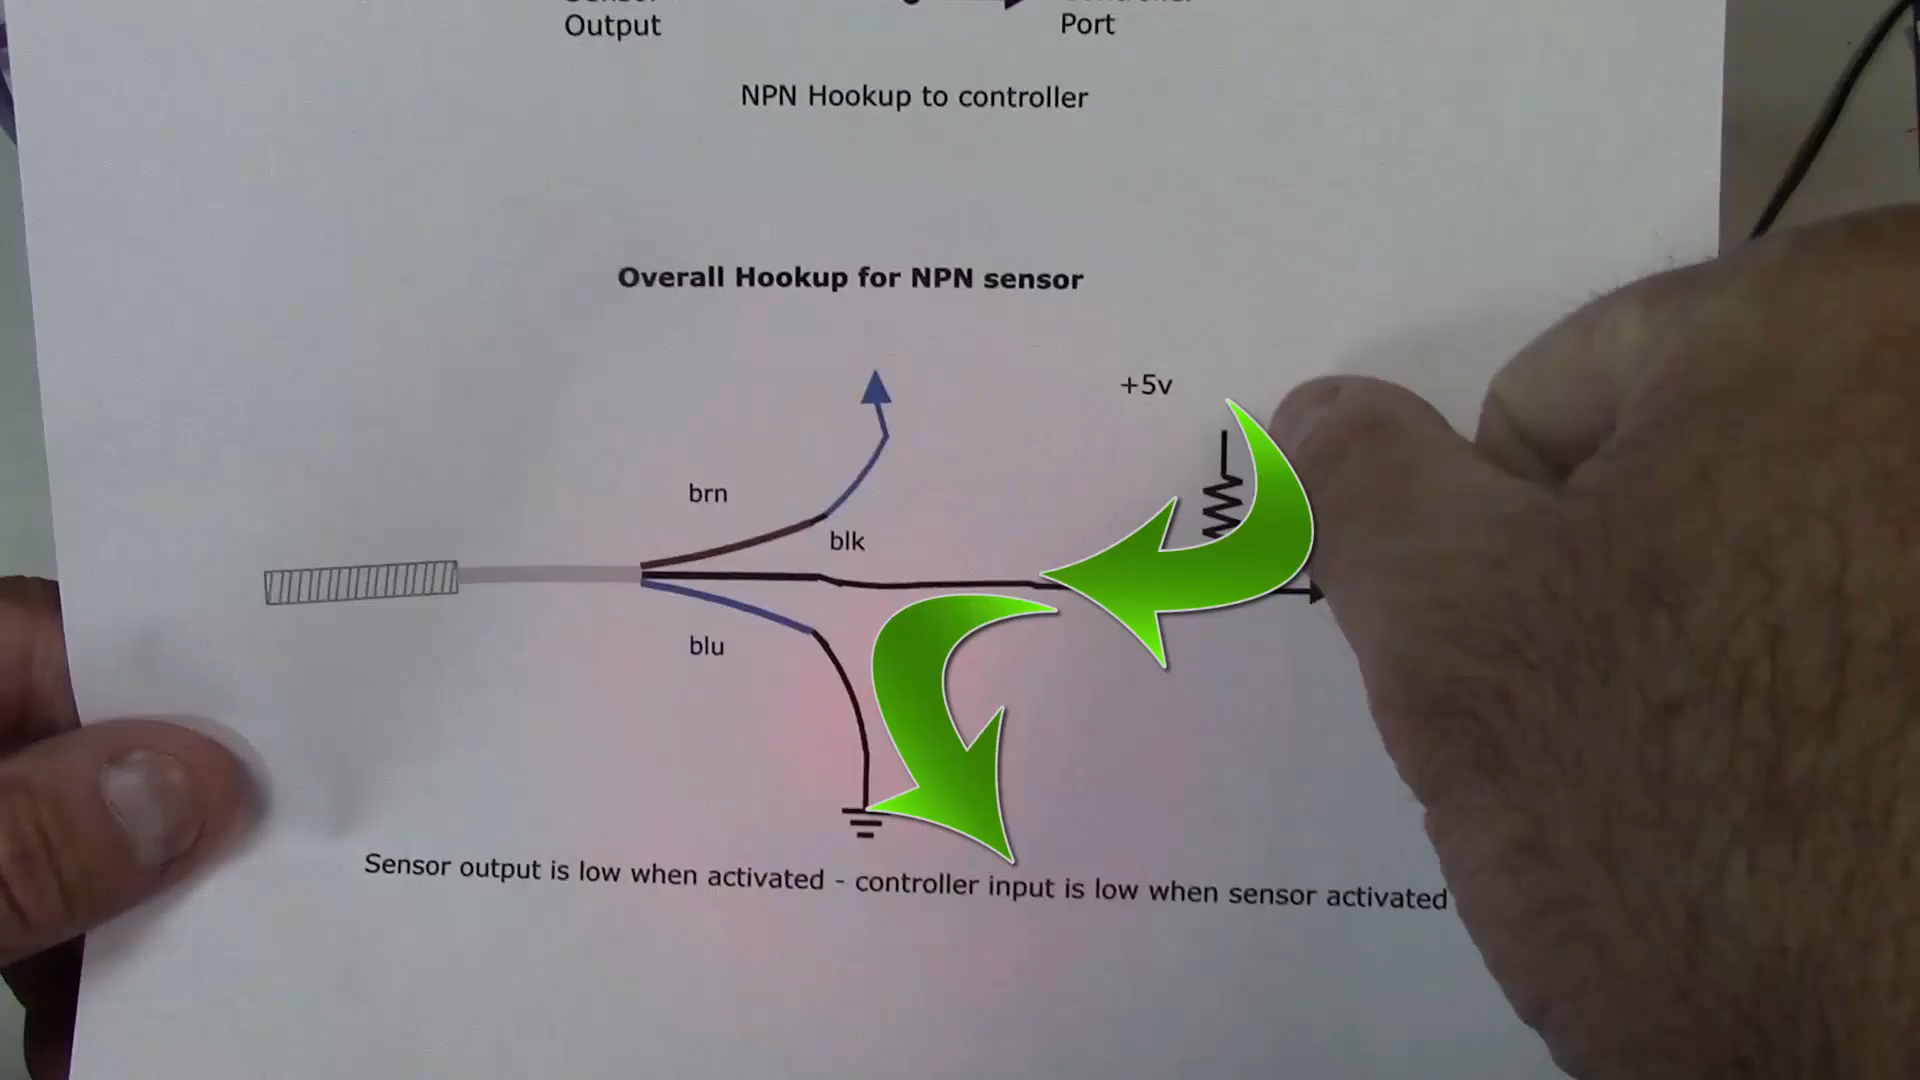 Output
Port
NPN Hookup to controller
Overall Hookup for NPN sensor
+5v
brn
blk
blu
Sensor output is low when activated - controller input is low when sensor activated